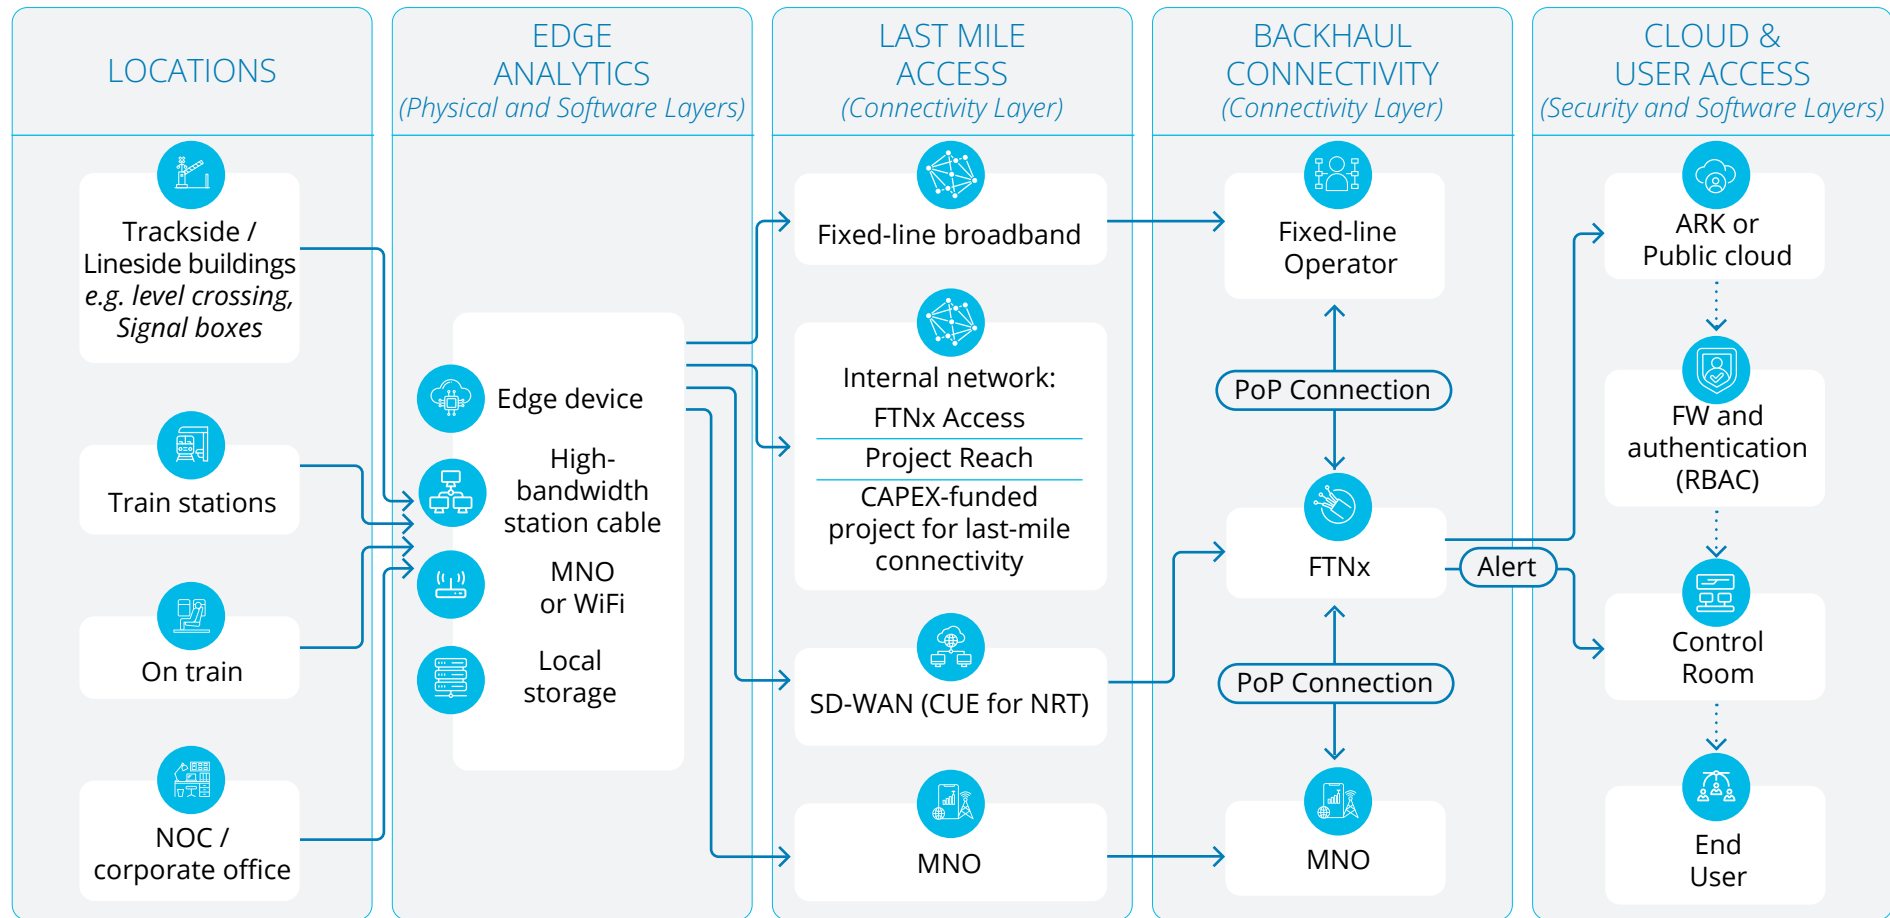 LOCATIONS
Trackside /
Lineside buildings
e.g. level crossing,
Signal boxes
Train stations
On train
NOC /
corporate office
EDGE
ANALYTICS
(Physical and Software Layers)
Edge device
High-
bandwidth
station cable
MNO
or WiFi
Local
storage
LAST MILE
ACCESS
(Connectivity Layer)
Fixed-line broadband
Internal network:
FTNx Access
Project Reach
CAPEX-funded
project for last-mile
connectivity
SD-WAN (CUE for NRT)
MNO
BACKHAUL
CONNECTIVITY
(Connectivity Layer)
Fixed-line
Operator
PoP Connection
FTNx
PoP Connection
MNO
Alert
CLOUD &
USER ACCESS
(Security and Software Layers)
ARK or
Public cloud
FW and
authentication
(RBAC)
Control
Room
End
User